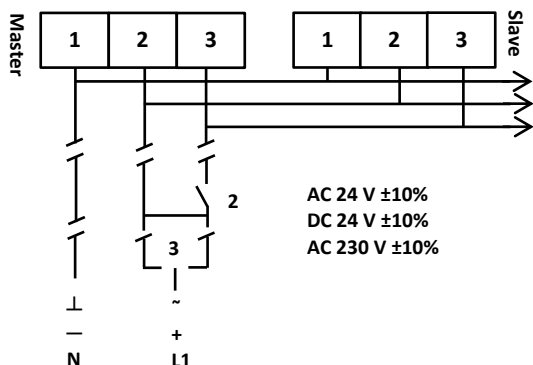 Master
1 2 3
1 2 3
Slave
2
AC 24 V ±10%
DC 24 V ±10%
AC 230 V ±10%
3
⊥ ~
— +
N L1